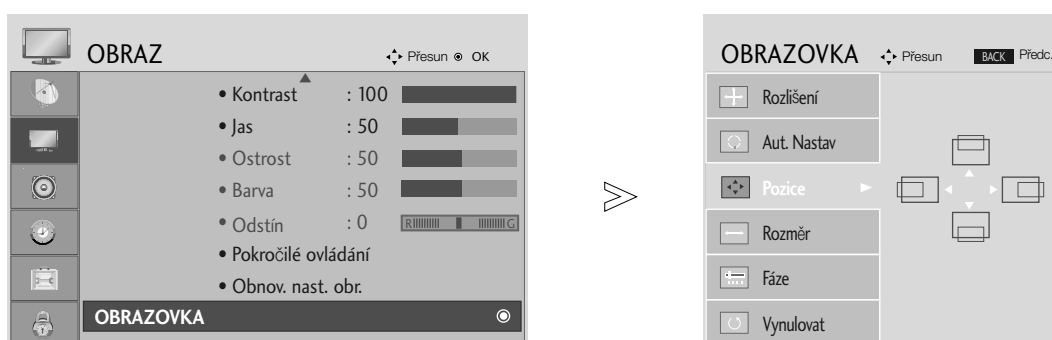 OBRAZ
Přesun OK
• Kontrast : 100
• Jas : 50
• Ostrost : 50
• Barva : 50
• Odstín : 0 R G
• Pokročilé ovládání
• Obnov. nast. obr.
OBRAZOVKA
OBRAZOVKA
Přesun BACK Předc.
Rozlišení
Aut. Nastav
Pozice
Rozměr
Fáze
Vynulovat